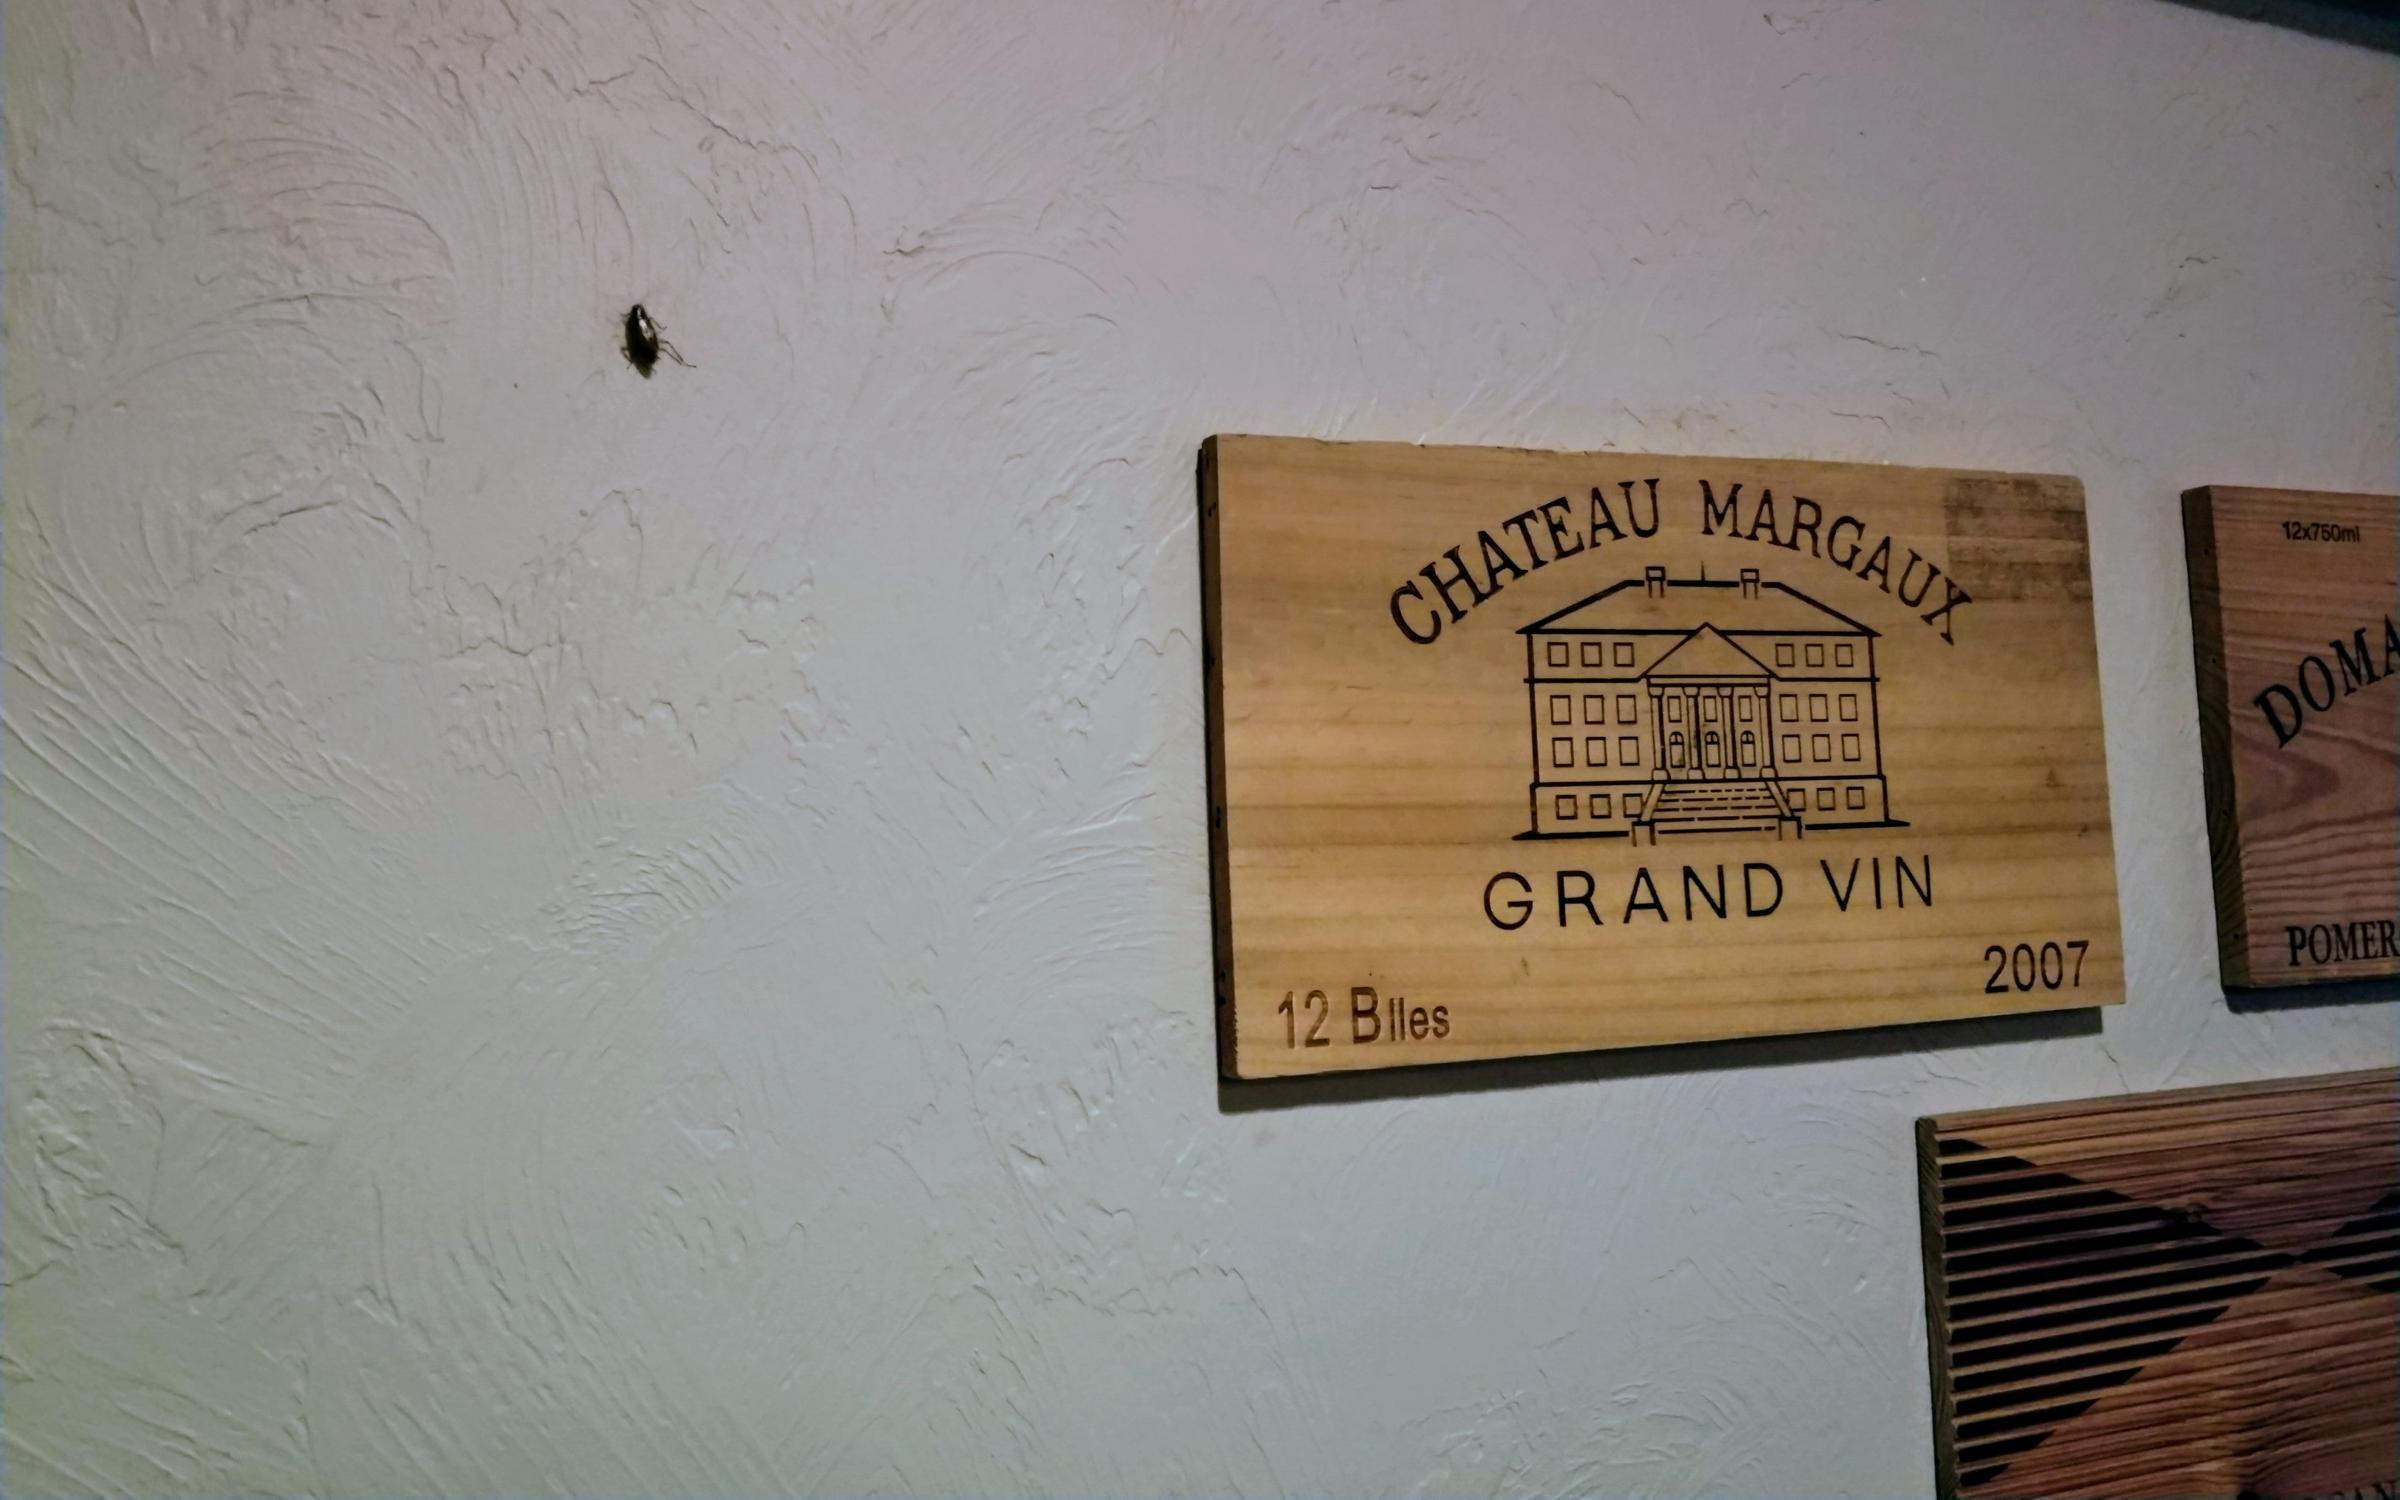 CHATEAU MARGAUX
GRAND VIN
2007
12 Blles
12x750ml
DOMA
POMER